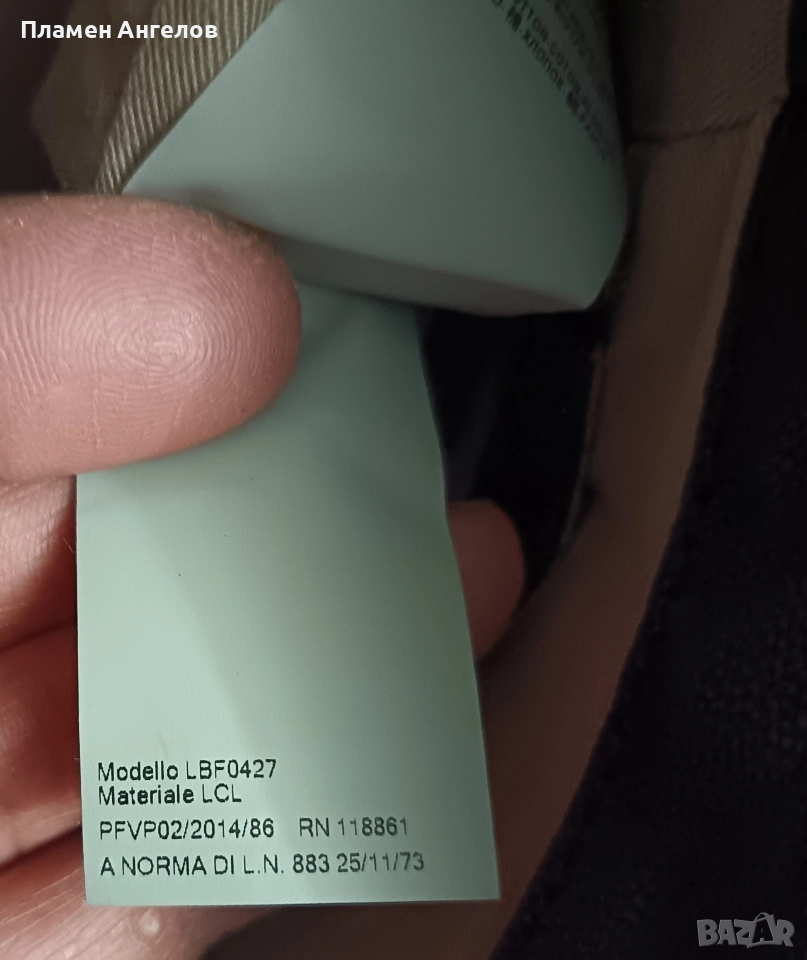 Пламен Ангелов
Modello LBF0427
Materiale LCL
PFVP02/2014/86 RN 118861
A NORMA DI L.N. 883 25/11/73
BAZAR